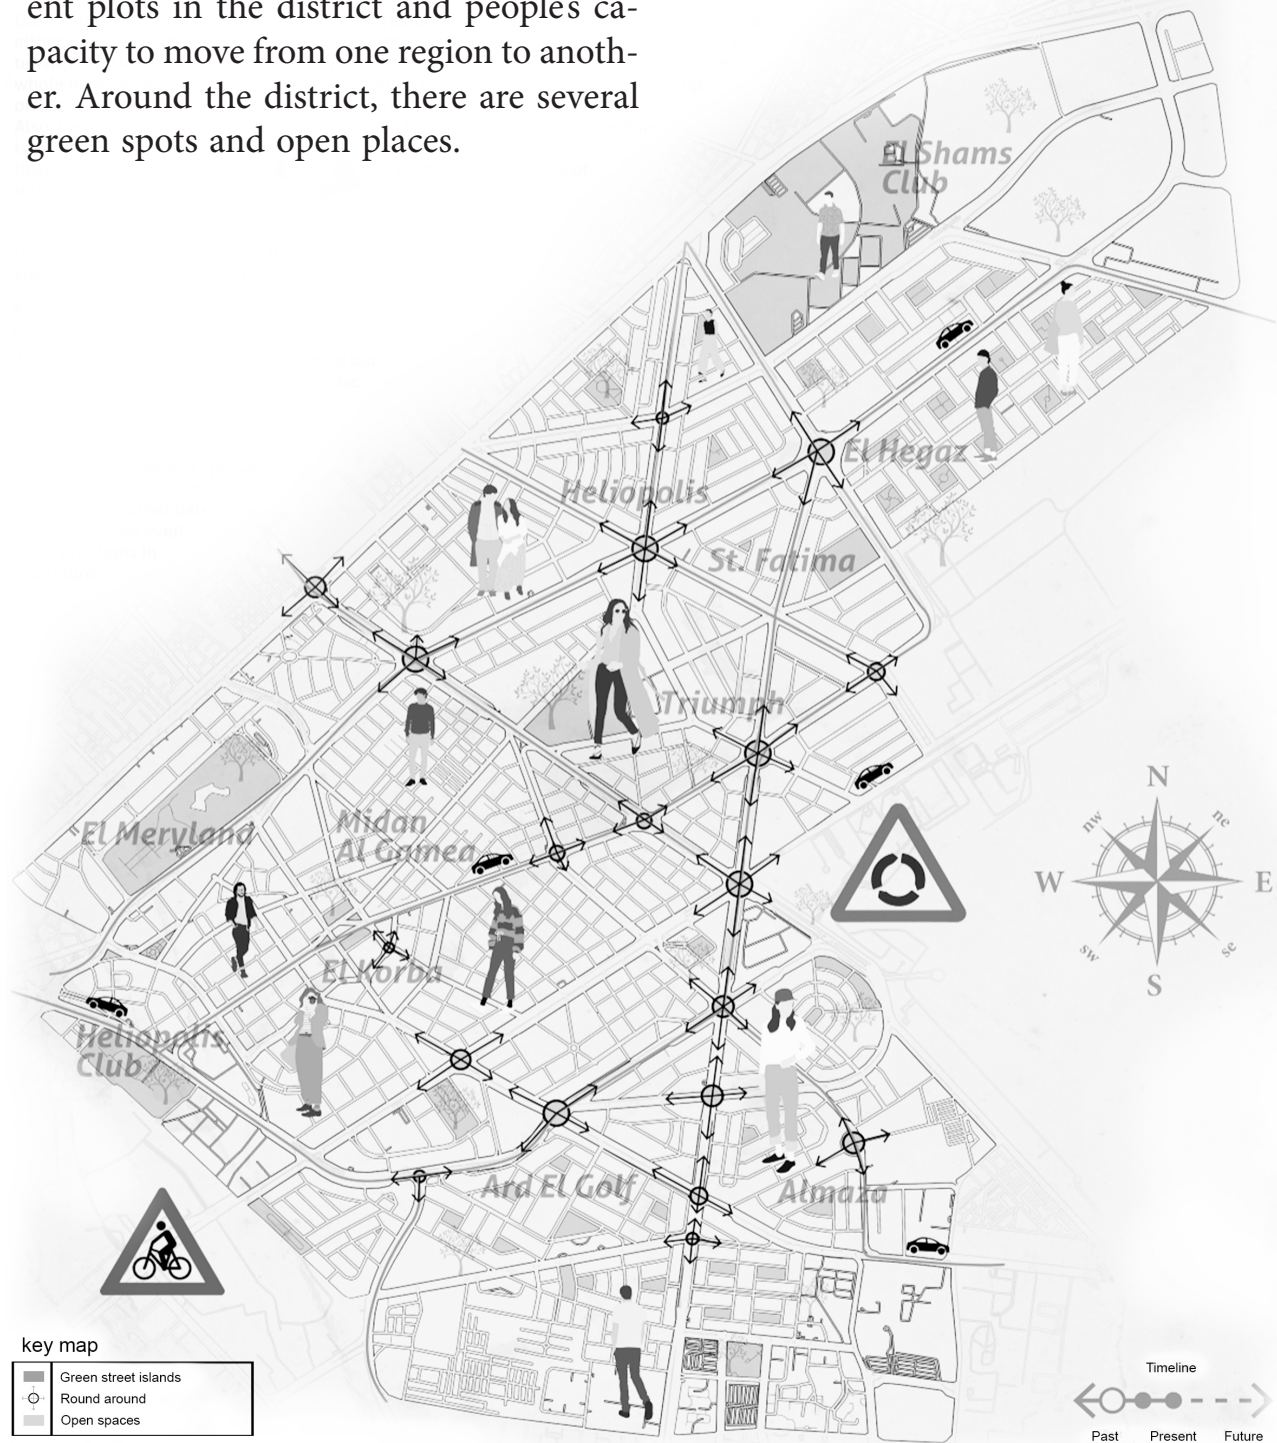 ent plots in the district and people's ca-
pacity to move from one region to anoth-
er. Around the district, there are several
green spots and open places.
El Shams
Club
El Hegaz
Heliopolis
St. Fatima
Triumph
El Meryland
Midan
Al Gamea
El Korba
Heliopolis
Club
Ard El Golf
Almaza
N
nw
ne
W
E
sw
se
S
key map
Green street islands
Round around
Open spaces
Timeline
Past
Present
Future